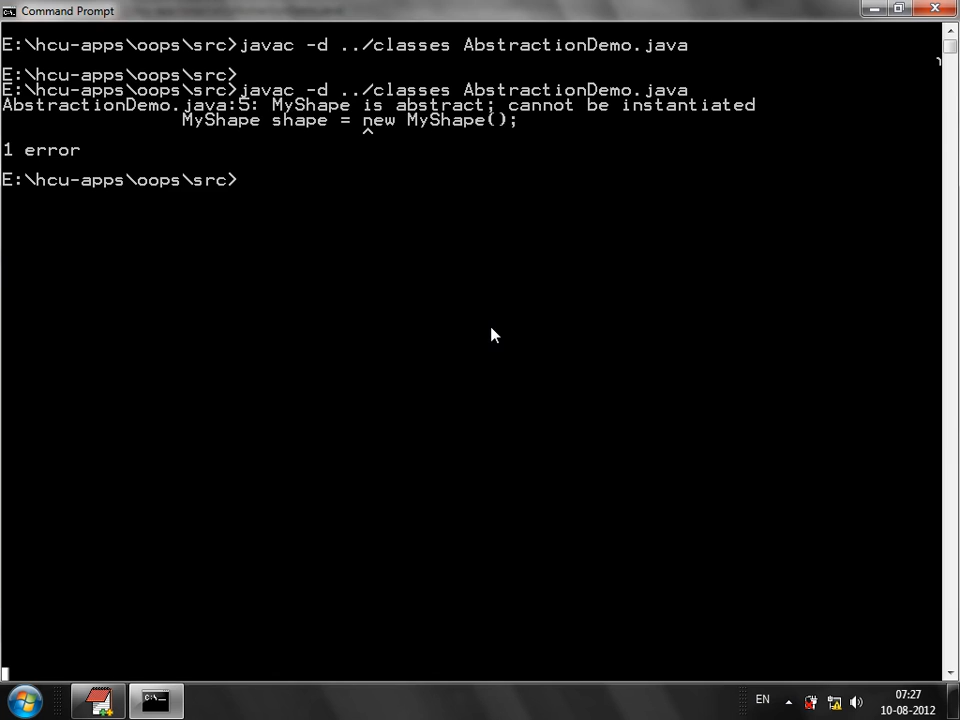 Command Prompt
E:\hcu-apps\oops\src>javac -d ../classes AbstractionDemo.java
E:\hcu-apps\oops\src>
E:\hcu-apps\oops\src>javac -d ../classes AbstractionDemo.java
AbstractionDemo.java:5: MyShape is abstract; cannot be instantiated
MyShape shape = new MyShape();
^
1 error
E:\hcu-apps\oops\src>
EN
07:27
10-08-2012